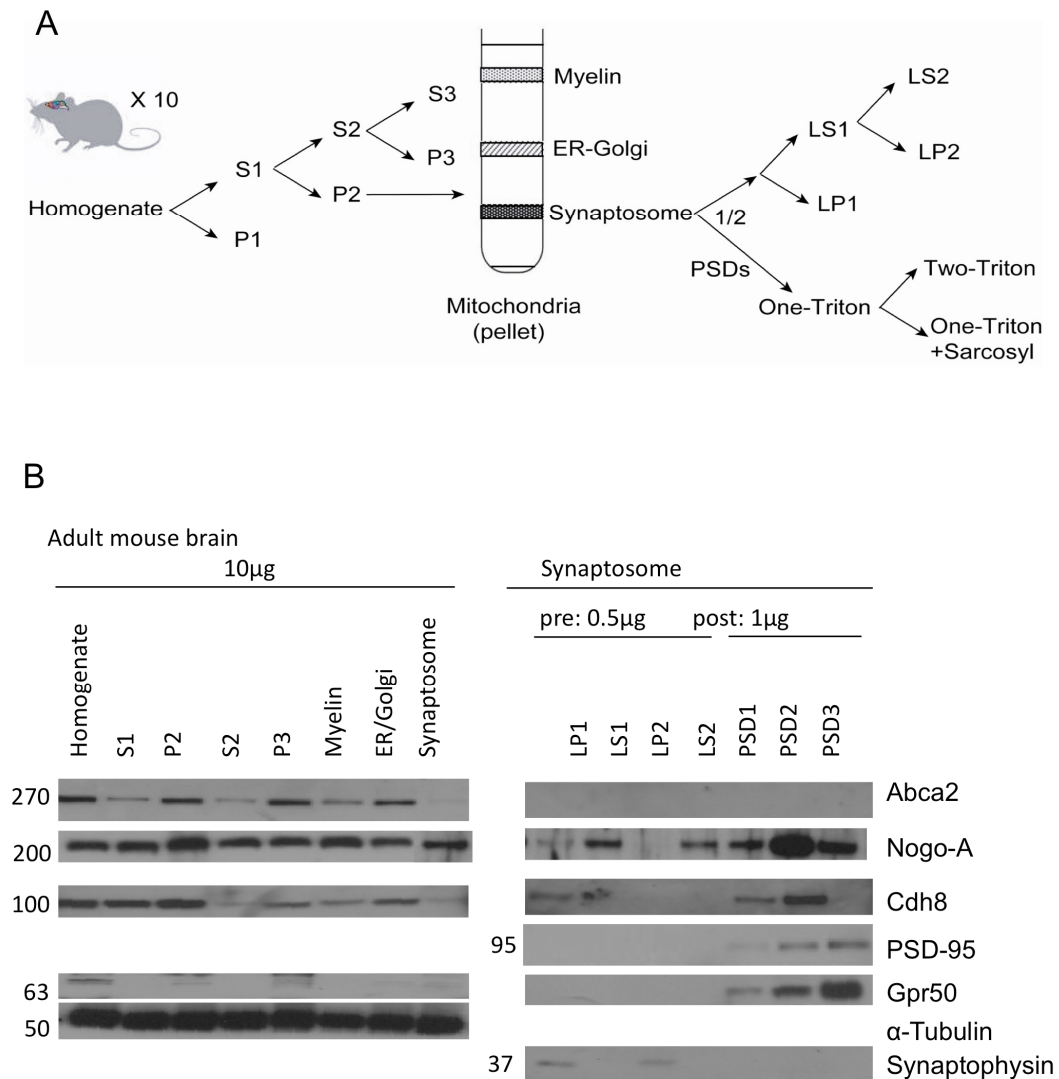 A
X 10
Homogenate
S1
P1
S2
P2
S3
P3
Myelin
ER-Golgi
Synaptosome
Mitochondria
(pellet)
1/2
PSDs
LS1
LP1
LS2
LP2
One-Triton
Two-Triton
One-Triton
+Sarcosyl
B
Adult mouse brain
10µg
Synaptosome
pre: 0.5µg
post: 1µg
Homogenate
S1
P2
S2
P3
Myelin
ER/Golgi
Synaptosome
LP1
LS1
LP2
LS2
PSD1
PSD2
PSD3
270
Abca2
200
Nogo-A
100
Cdh8
95
PSD-95
63
Gpr50
50
α-Tubulin
37
Synaptophysin